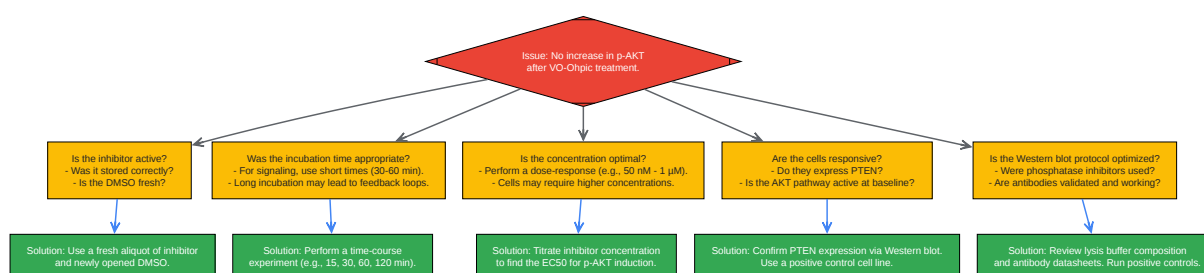 Issue: No increase in p-AKT
after VO-Ohpic treatment.
Is the inhibitor active?
- Was it stored correctly?
- Is the DMSO fresh?
Was the incubation time appropriate?
- For signaling, use short times (30-60 min).
- Long incubation may lead to feedback loops.
Is the concentration optimal?
- Perform a dose-response (e.g., 50 nM - 1 µM).
- Cells may require higher concentrations.
Are the cells responsive?
- Do they express PTEN?
- Is the AKT pathway active at baseline?
Is the Western blot protocol optimized?
- Were phosphatase inhibitors used?
- Are antibodies validated and working?
Solution: Use a fresh aliquot of inhibitor
and newly opened DMSO.
Solution: Perform a time-course
experiment (e.g., 15, 30, 60, 120 min).
Solution: Titrate inhibitor concentration
to find the EC50 for p-AKT induction.
Solution: Confirm PTEN expression via Western blot.
Use a positive control cell line.
Solution: Review lysis buffer composition
and antibody datasheets. Run positive controls.